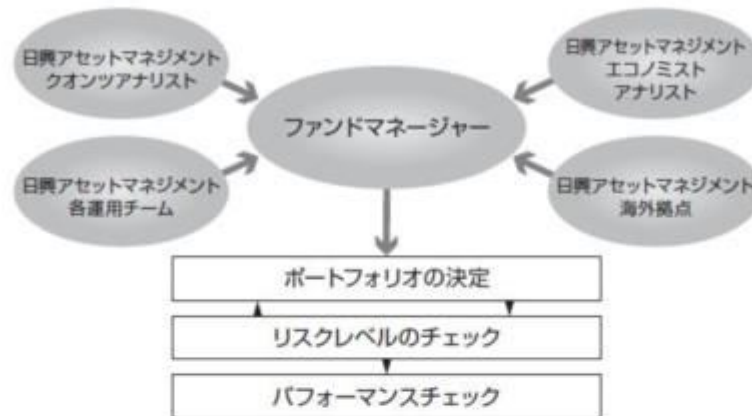 日興アセットマネジメント
クオンツアナリスト
日興アセットマネジメント
エコノミスト
アナリスト
ファンドマネージャー
日興アセットマネジメント
各運用チーム
日興アセットマネジメント
海外拠点
ポートフォリオの決定
リスクレベルのチェック
パフォーマンスチェック